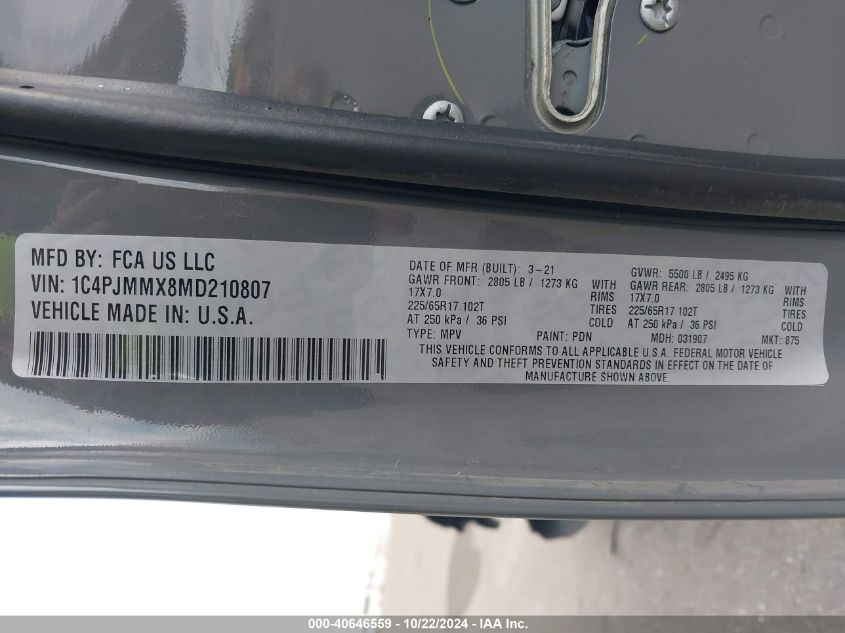 MFD BY: FCA US LLC
VIN: 1C4PJMMX8MD210807
VEHICLE MADE IN: U.S.A.
DATE OF MFR (BUILT): 3-21
GAWR FRONT: 2805 LB / 1273 KG WITH
17X7.0 RIMS
225/65R17 102T TIRES
AT 250 kPa / 36 PSI COLD
TYPE: MPV PAINT: PDN
GVWR: 5500 LB / 2495 KG
GAWR REAR: 2805 LB / 1273 KG WITH
17X7.0 RIMS
225/65R17 102T TIRES
AT 250 kPa / 36 PSI COLD
MDH: 031907 MKT: 875
THIS VEHICLE CONFORMS TO ALL APPLICABLE U.S.A. FEDERAL MOTOR VEHICLE
SAFETY AND THEFT PREVENTION STANDARDS IN EFFECT ON THE DATE OF
MANUFACTURE SHOWN ABOVE
000-40646559 - 10/22/2024 - IAA Inc.